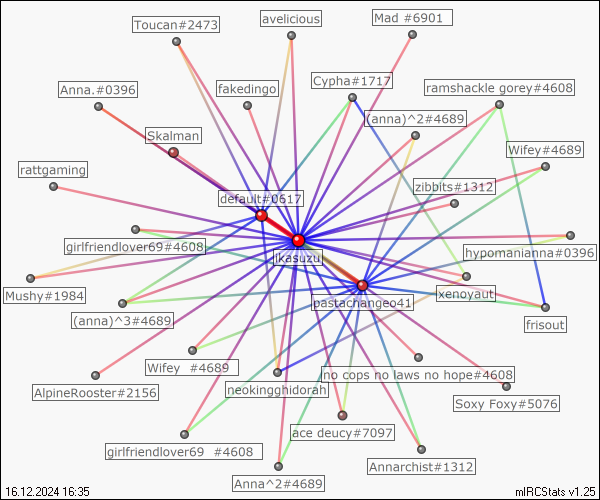 avelicious
Mad #6901
Toucan#2473
Cypha#1717
ramshackle gorey#4608
Anna.#0396
fakedingo
(anna)^2#4689
Skalman
Wifey#4689
rattgaming
zibbits#1312
default#0617
girlfriendlover69#4608
jkasuzu
hypomanianna#0396
Mushy#1984
xenoyaut
pastachangeo41
(anna)^3#4689
frisout
Wifey #4689
no cops no laws no hope#4608
AlpineRooster#2156
neokingghidorah
Soxy Foxy#5076
ace deucy#7097
girlfriendlover69 #4608
Annarchist#1312
Anna^2#4689
16.12.2024 16:35
mIRCStats v1.25